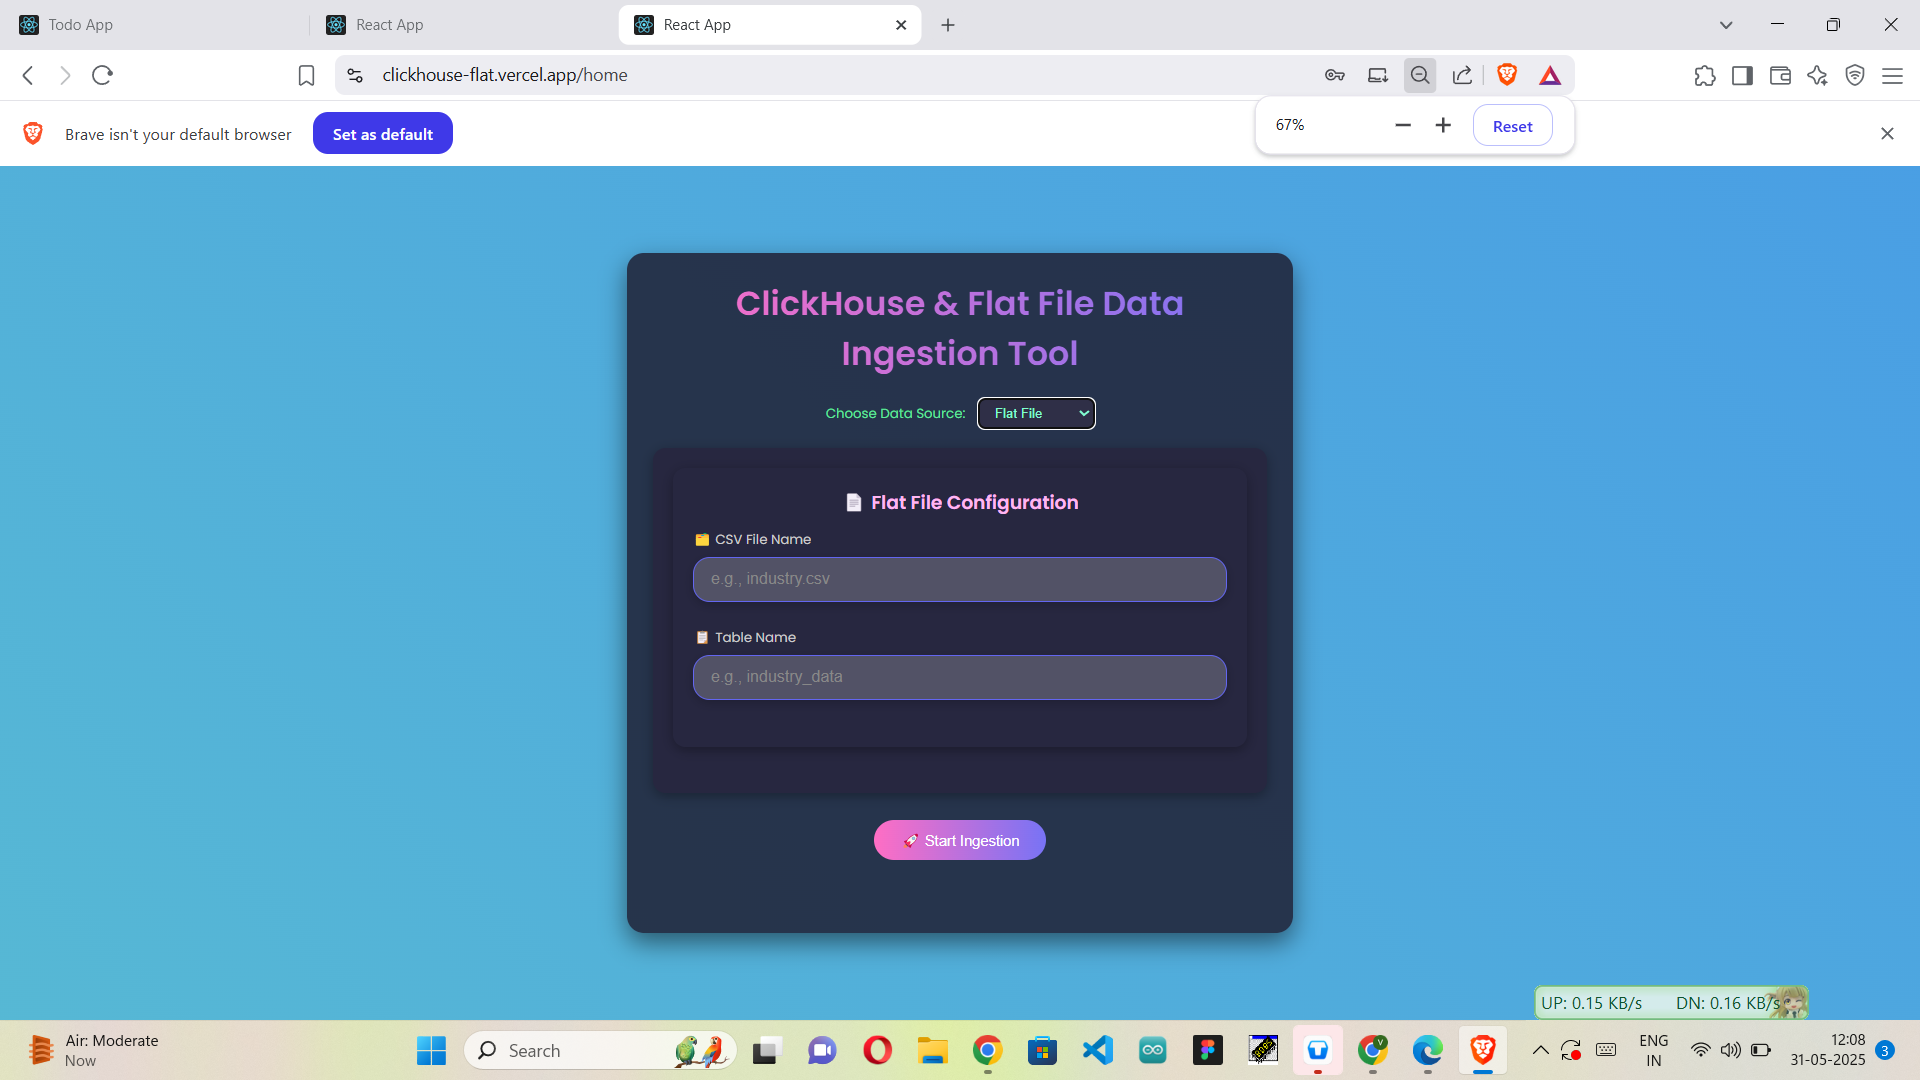 Todo App
React App
React App
clickhouse-flat.vercel.app/home
Brave isn't your default browser
Set as default
67%
Reset
ClickHouse & Flat File Data
Ingestion Tool
Choose Data Source:
Flat File
Flat File Configuration
CSV File Name
e.g., industry.csv
Table Name
e.g., industry_data
Start Ingestion
UP: 0.15 KB/s
DN: 0.16 KB/s
Air: Moderate
Now
Search
V
ENG
IN
12:08
31-05-2025
3